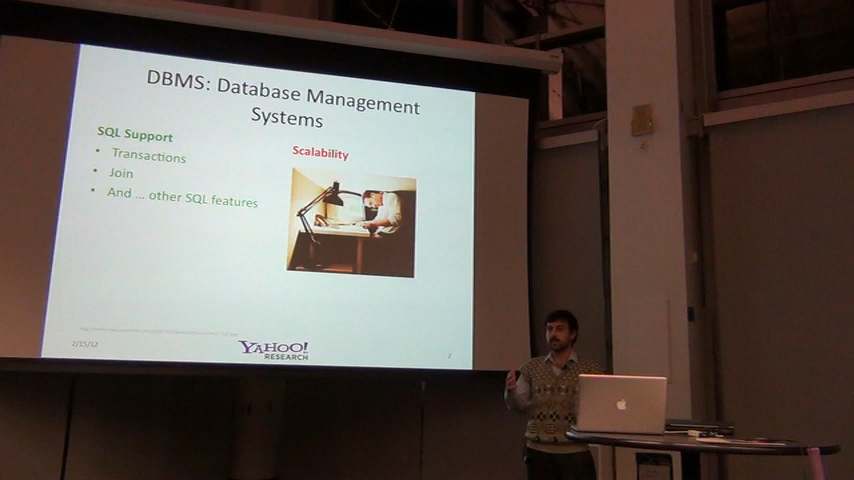 DBMS: Database Management
Systems
SQL Support
• Transactions
• Join
• And ... other SQL features
Scalability
2/15/12
YAHOO!
RESEARCH
2